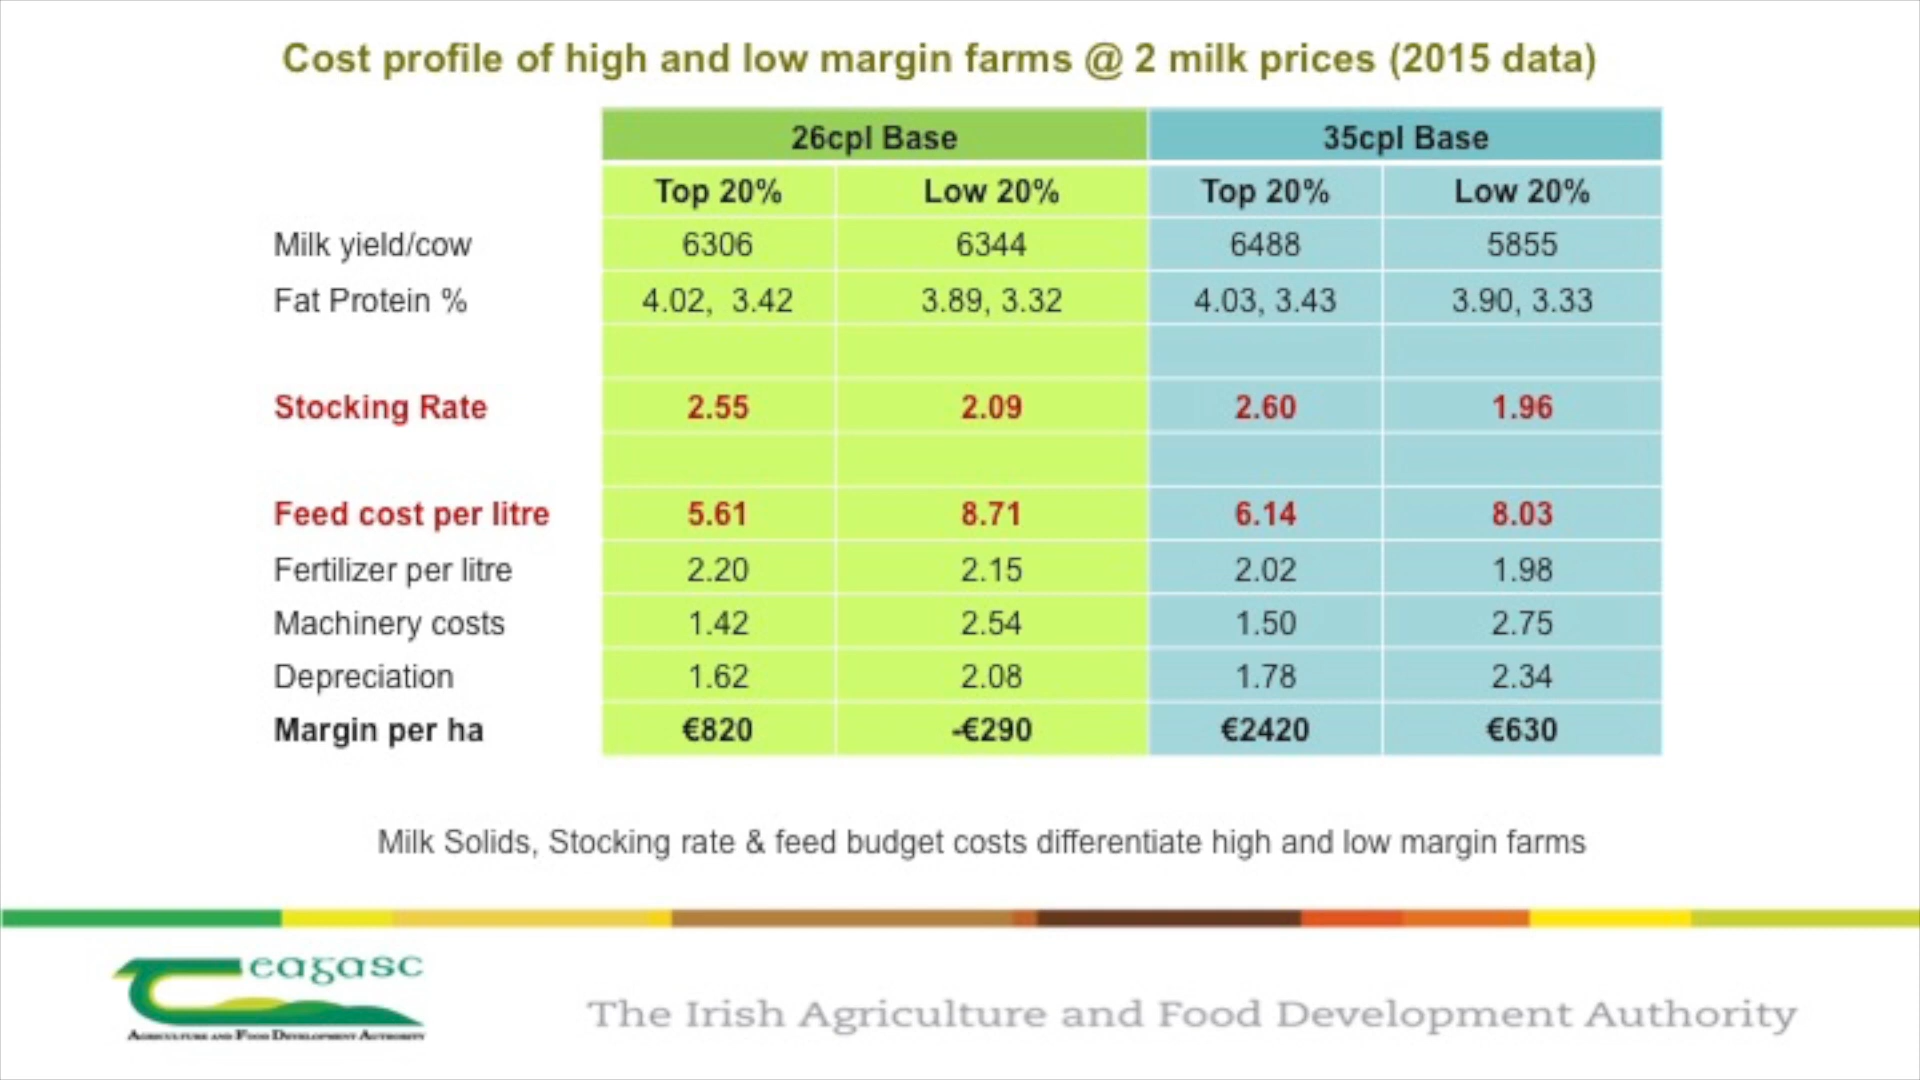 Cost profile of high and low margin farms @ 2 milk prices (2015 data)
26cpl Base 35cpl Base
Top 20% Low 20% Top 20% Low 20%
Milk yield/cow 6306 6344 6488 5855
Fat Protein % 4.02, 3.42 3.89, 3.32 4.03, 3.43 3.90, 3.33
Stocking Rate 2.55 2.09 2.60 1.96
Feed cost per litre 5.61 8.71 6.14 8.03
Fertilizer per litre 2.20 2.15 2.02 1.98
Machinery costs 1.42 2.54 1.50 2.75
Depreciation 1.62 2.08 1.78 2.34
Margin per ha €820 -€290 €2420 €630
Milk Solids, Stocking rate & feed budget costs differentiate high and low margin farms
Teagasc
Agriculture and Food Development Authority
The Irish Agriculture and Food Development Authority